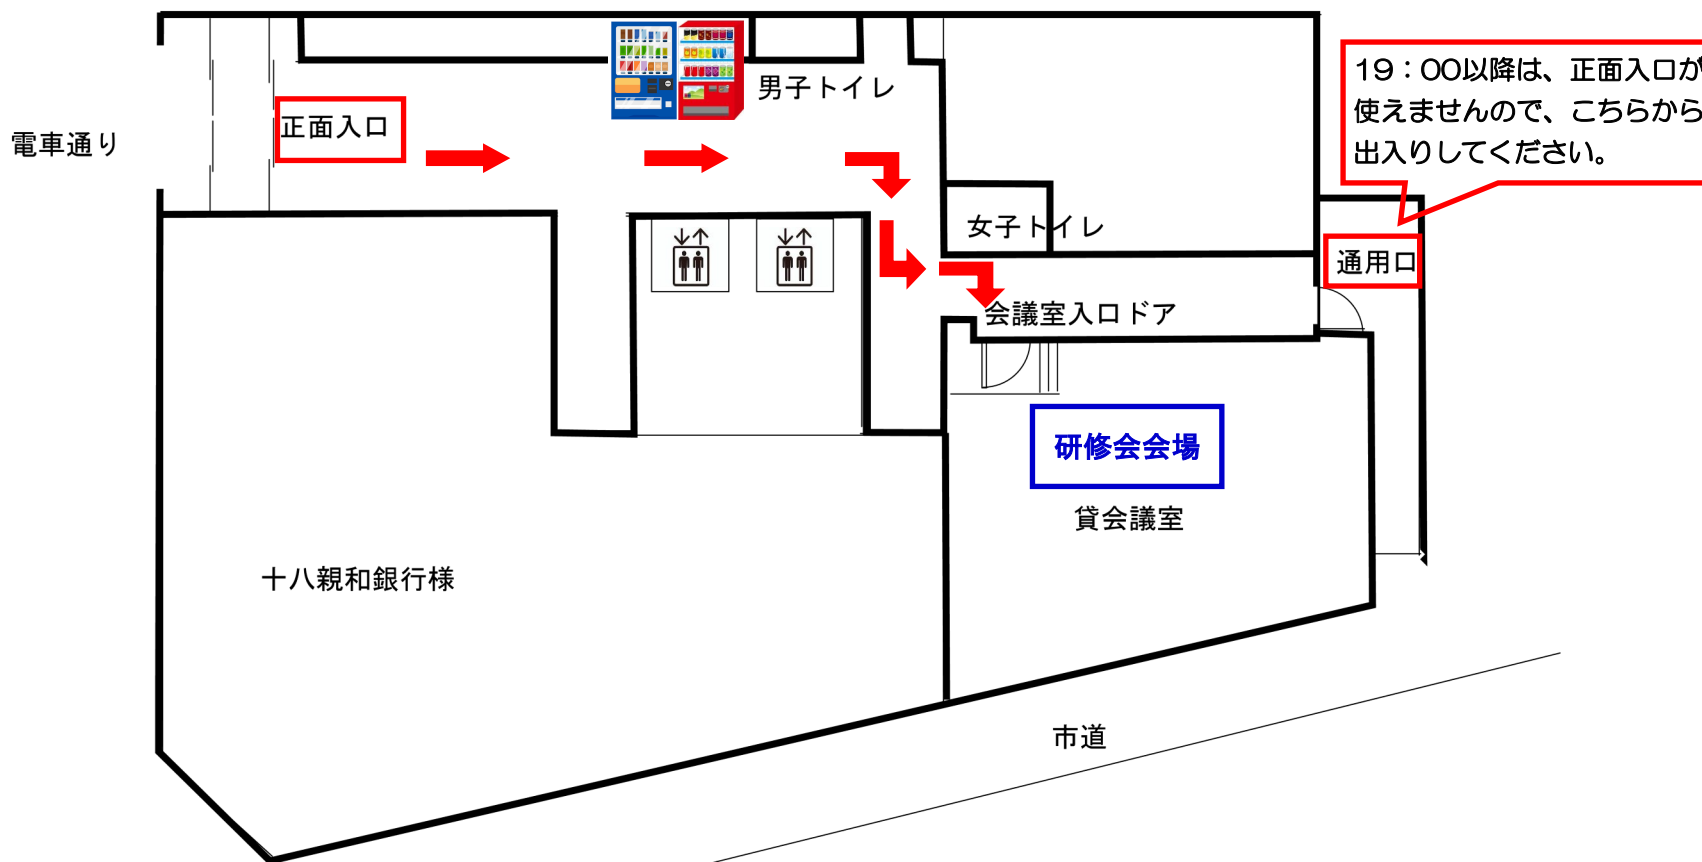 19：00以降は、正面入口が
使えませんので、こちらから
出入りしてください。
男子トイレ
正面入口
電車通り
女子トイレ
通用口
会議室入口ドア
研修会会場
貸会議室
十八親和銀行様
市道